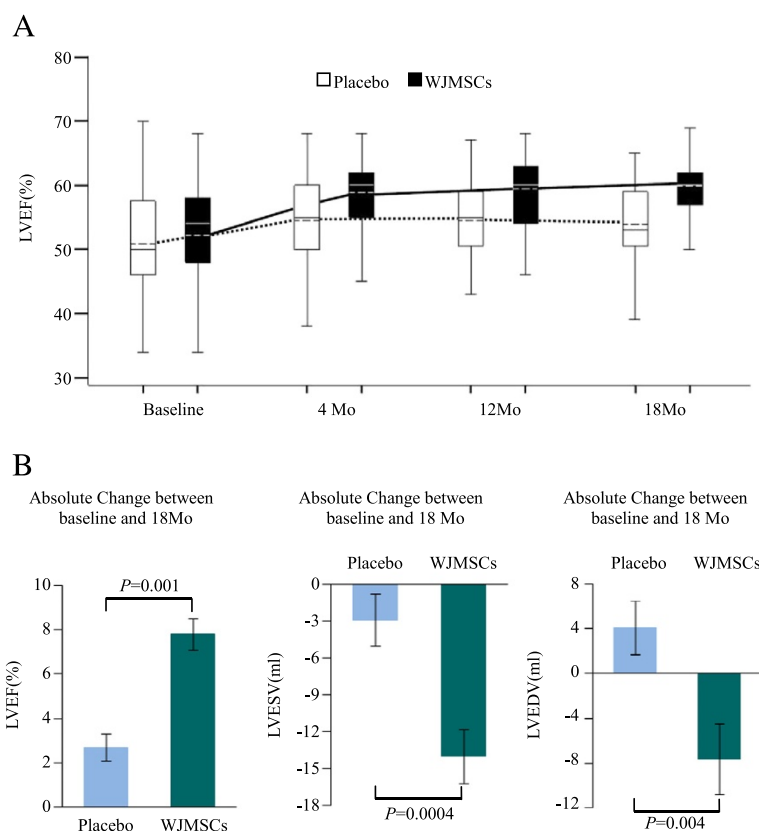 A
80
70
60
50
40
30
LVEF(%)
Placebo WJMSCs
Baseline 4 Mo 12Mo 18Mo
B
Absolute Change between
baseline and 18Mo
10
8
6
4
2
0
LVEF(%)
P=0.001
Placebo WJMSCs
Absolute Change between
baseline and 18 Mo
Placebo WJMSCs
0
-3
-6
-9
-12
-15
-18
LVESV(ml)
P=0.0004
Absolute Change between
baseline and 18 Mo
Placebo WJMSCs
8
4
0
-4
-8
-12
LVEDV(ml)
P=0.004